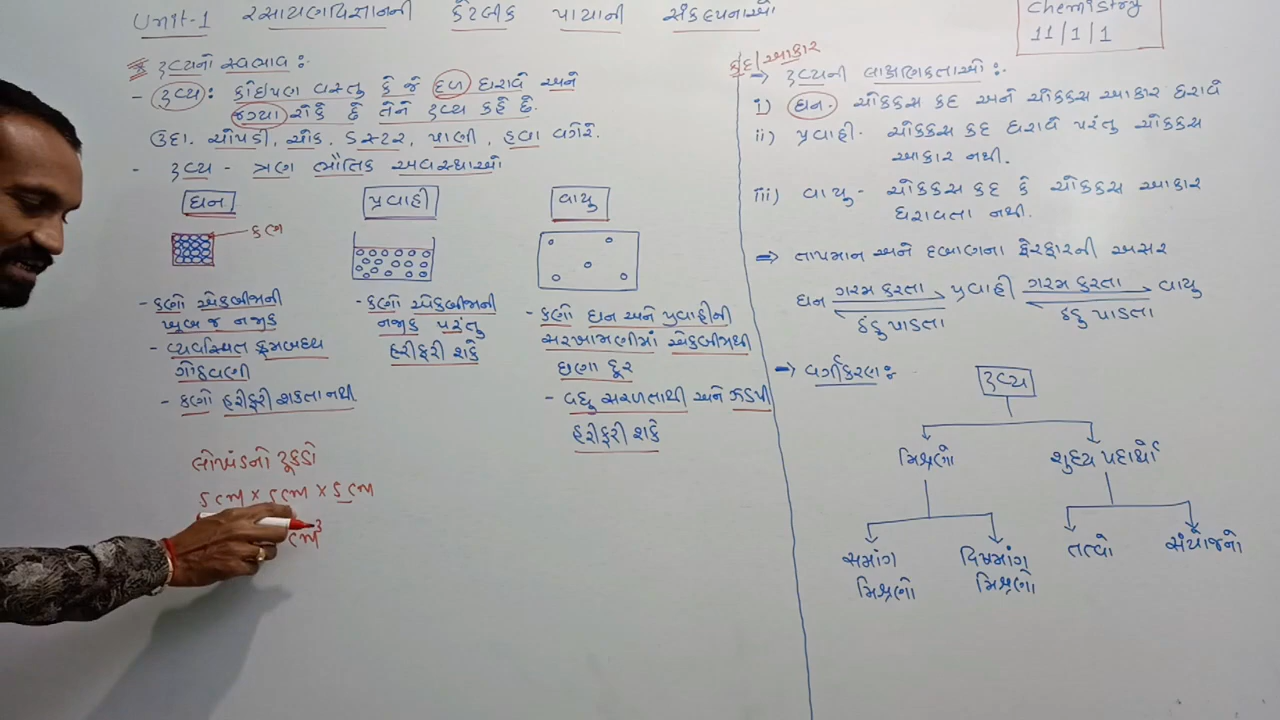 Unit-1 રસાયણવિજ્ઞાનની કેટલીક પાયાની સંકલ્પનાઓ
Chemistry
11/1/1
* દ્રવ્યનો સ્વભાવ :-
- દ્રવ્ય : કોઇપણ વસ્તુ કે જે દળ ધરાવે અને
જગ્યા રોકે છે તેને દ્રવ્ય કહે છે.
ઉદા. ચોપડી, ચોક, ડસ્ટર, પાણી, હવા વગેરે.
- દ્રવ્ય - ત્રણ ભૌતિક અવસ્થાઓ
ઘન પ્રવાહી વાયુ
કણ
- કણો એકબીજાની
ખુબ જ નજીક
- વ્યવસ્થિત ક્રમબધ્ધ
ગોઠવણી
- કણો હરીફરી શકતા નથી
- કણો એકબીજાની
નજીક પરંતુ
હરીફરી શકે
- કણો ઘન અને પ્રવાહીની
સરખામણીમાં એકબીજાથી
ઘણા દૂર
- વધુ સરળતાથી અને ઝડપી
હરીફરી શકે
લોખંડનો ટૂકડો
5 cm × 5 cm × 5 cm
cm³
કદ/આકાર
→ દ્રવ્યની લાક્ષણિકતાઓ :-
i) ઘન- ચોક્કસ કદ અને ચોક્કસ આકાર ધરાવે
ii) પ્રવાહી- ચોક્કસ કદ ધરાવે પરંતુ ચોક્કસ
આકાર નથી.
iii) વાયુ - ચોક્કસ કદ કે ચોક્કસ આકાર
ધરાવતા નથી.
→ તાપમાન અને દબાણના ફેરફારની અસર
ઘન ગરમ કરતા પ્રવાહી ગરમ કરતા વાયુ
ઠંડુ પાડતા ઠંડુ પાડતા
→ વર્ગીકરણ :-
દ્રવ્ય
મિશ્રણો શુધ્ધ પદાર્થો
સમાંગ મિશ્રણો
વિષમાંગ મિશ્રણો
તત્વો સંયોજનો